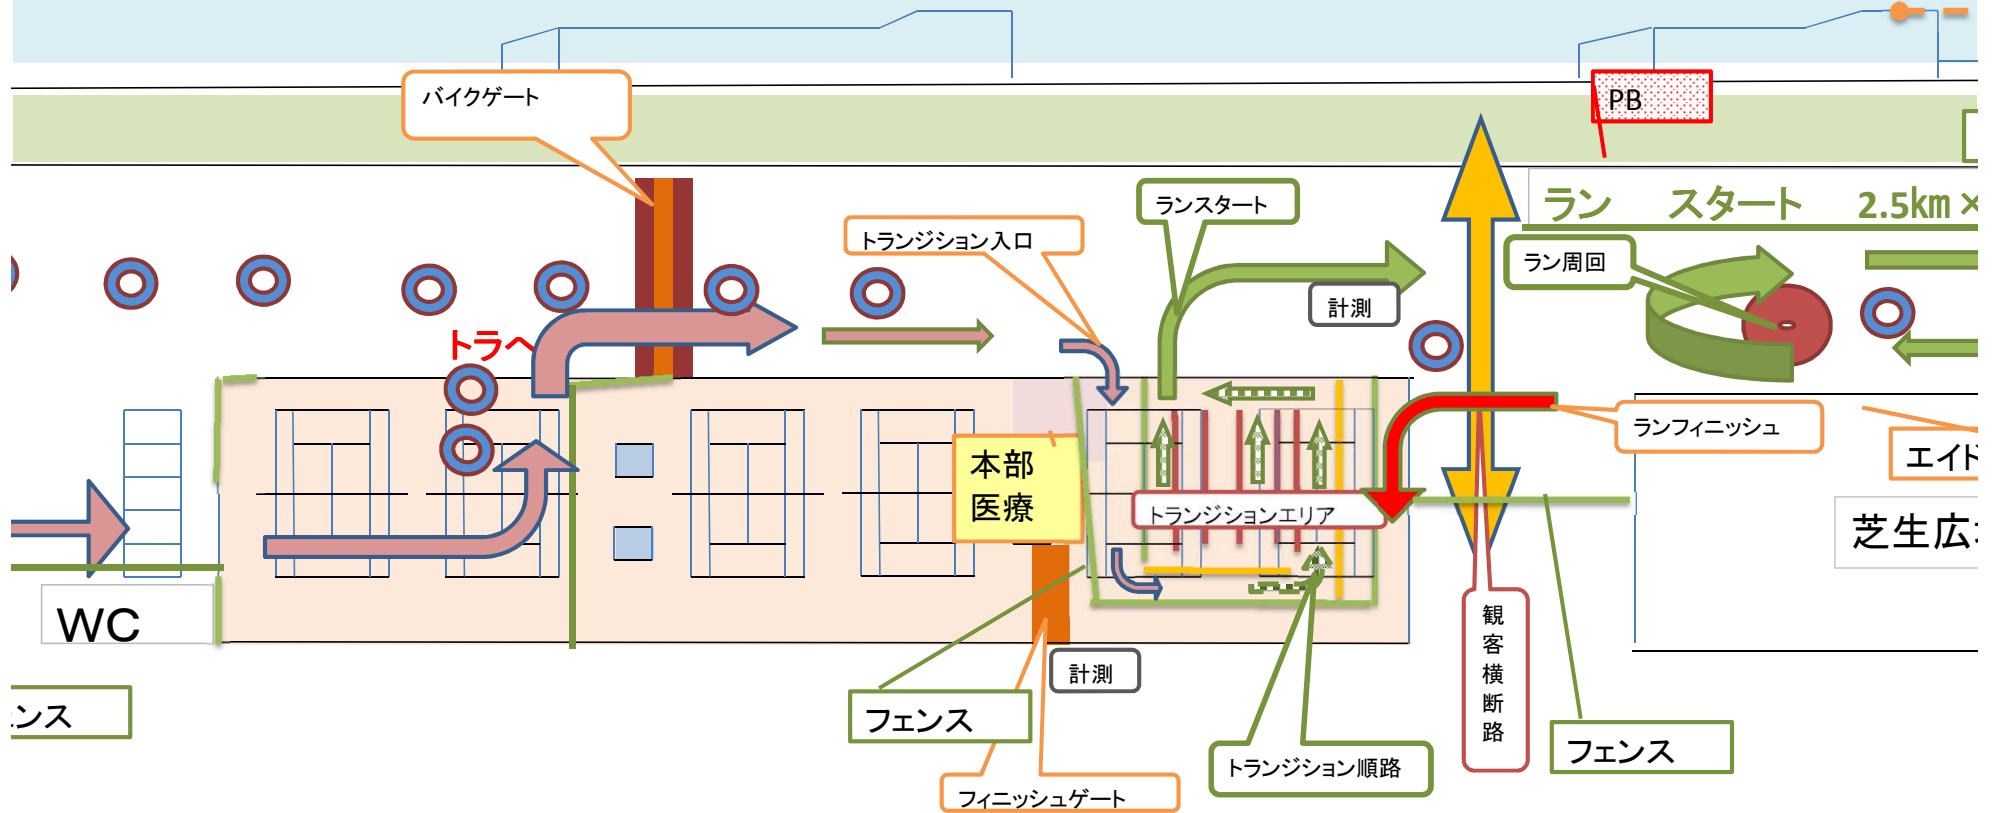 バイクゲート
PB
ランスタート
ラン スタート 2.5km×
トランジション入口
ラン周回
計測
トラへ
ランフィニッシュ
エイド
本部
医療
トランジションエリア
芝生広
WC
観客横断路
計測
ンス
フェンス
フェンス
トランジション順路
フィニッシュゲート